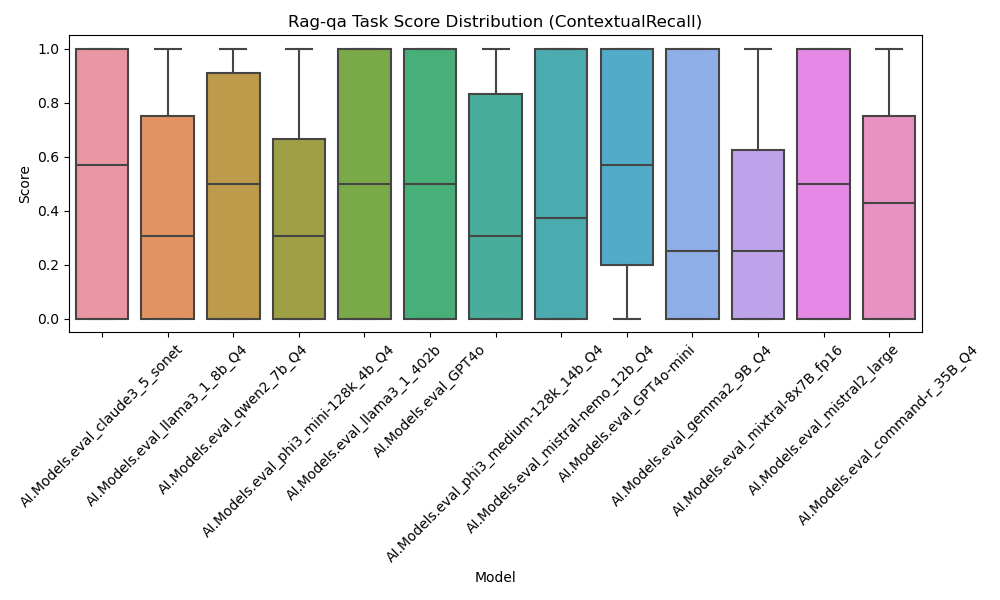 Rag-qa Task Score Distribution (ContextualRecall)
1.0
0.8
0.6
0.4
0.2
0.0
Score
AI.Models.eval_claude3_5_sonet
AI.Models.eval_llama3_1_8b_Q4
AI.Models.eval_qwen2_7b_Q4
AI.Models.eval_phi3_mini-128k_4b_Q4
AI.Models.eval_llama3_1_402b
AI.Models.eval_GPT4o
AI.Models.eval_phi3_medium-128k_14b_Q4
AI.Models.eval_mistral-nemo_12b_Q4
AI.Models.eval_GPT4o-mini
AI.Models.eval_gemma2_9B_Q4
AI.Models.eval_mixtral-8x7B_fp16
AI.Models.eval_mistral2_large
AI.Models.eval_command-r_35B_Q4
Model